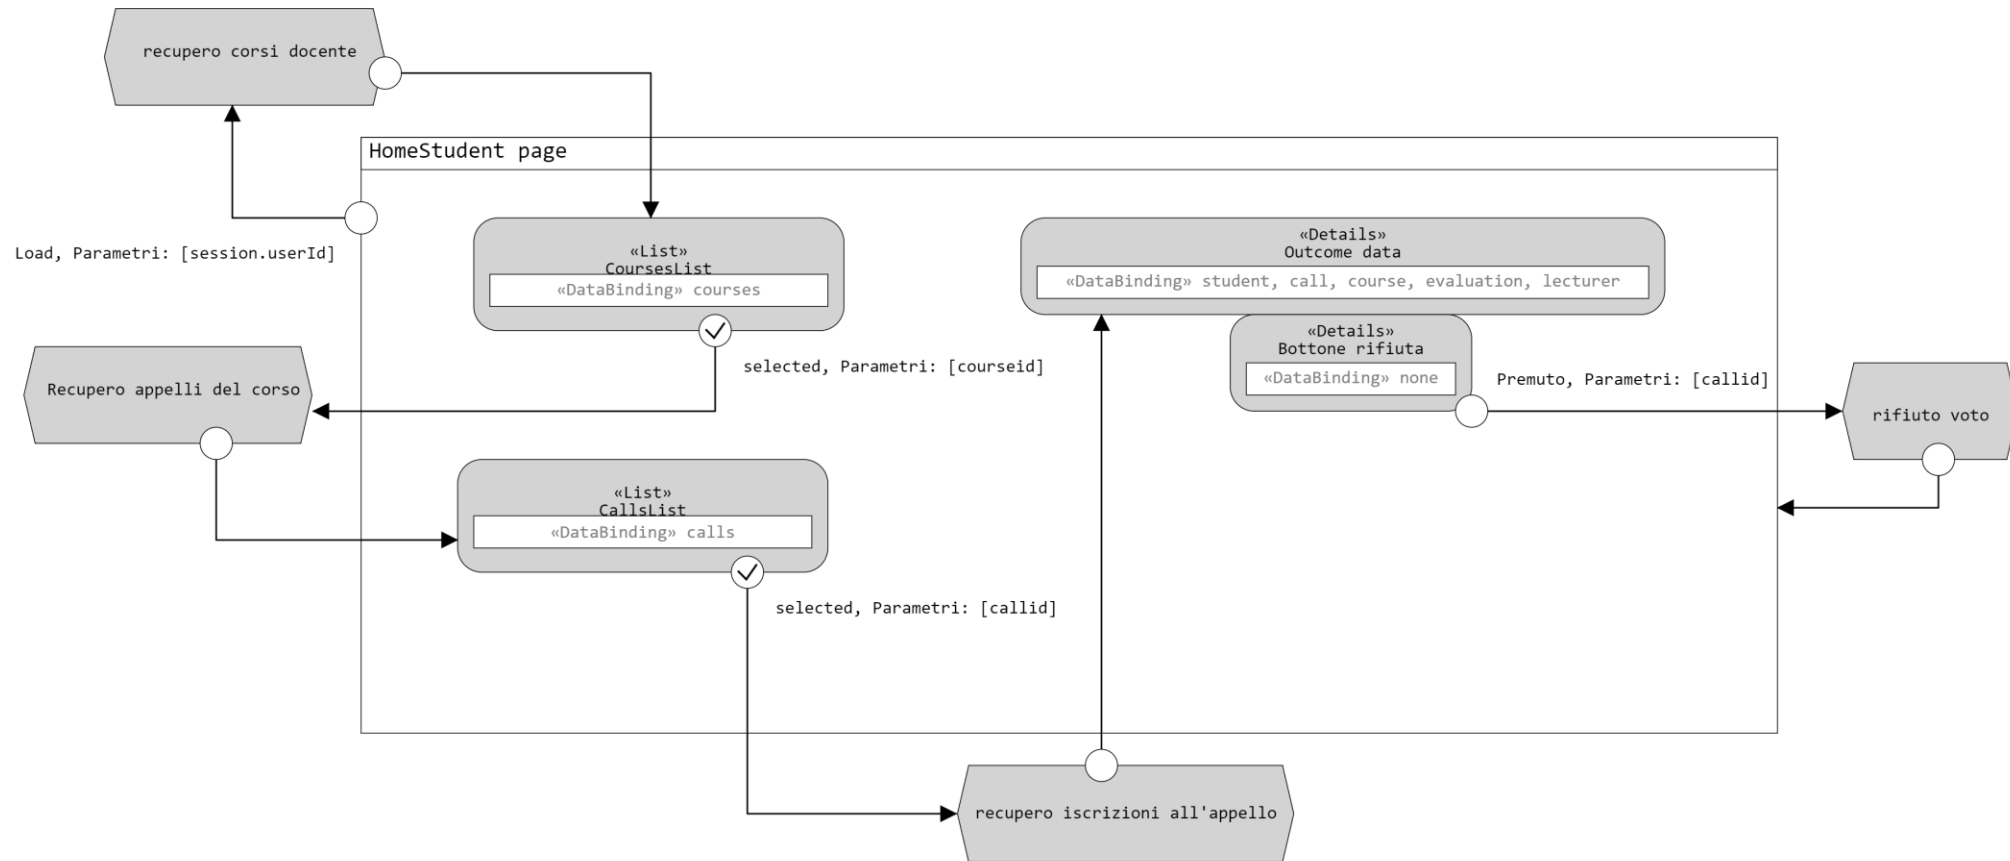 recupero corsi docente
HomeStudent page
Load, Parametri: [session.userId]
«List»
CoursesList
«DataBinding» courses
selected, Parametri: [courseid]
«Details»
Outcome data
«DataBinding» student, call, course, evaluation, lecturer
«Details»
Bottone rifiuta
«DataBinding» none
Premuto, Parametri: [callid]
rifiuto voto
Recupero appelli del corso
«List»
CallsList
«DataBinding» calls
selected, Parametri: [callid]
recupero iscrizioni all'appello